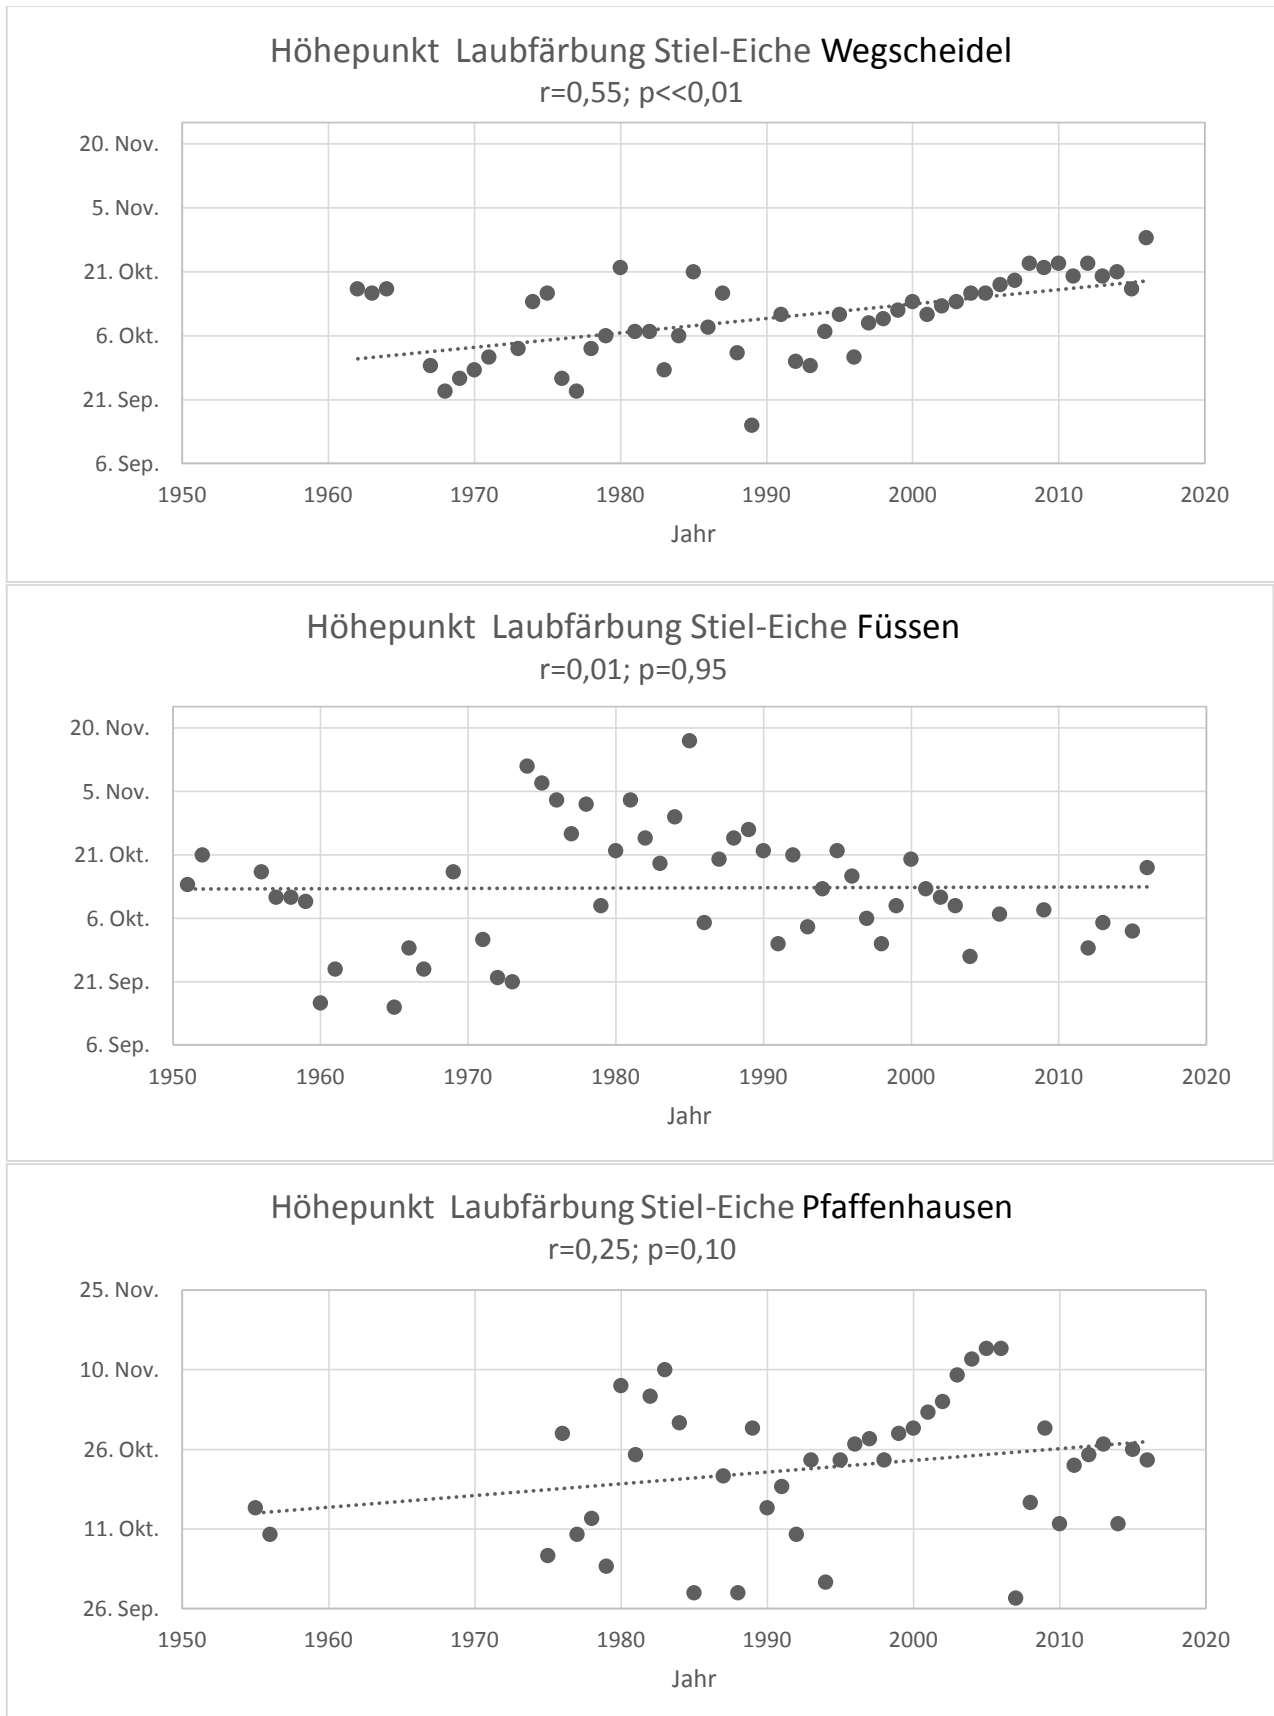 Höhepunkt Laubfärbung Stiel-Eiche Wegscheidel
r=0,55; p<<0,01
20. Nov.
5. Nov.
21. Okt.
6. Okt.
21. Sep.
6. Sep.
1950 1960 1970 1980 1990 2000 2010 2020
Jahr
Höhepunkt Laubfärbung Stiel-Eiche Füssen
r=0,01; p=0,95
20. Nov.
5. Nov.
21. Okt.
6. Okt.
21. Sep.
6. Sep.
1950 1960 1970 1980 1990 2000 2010 2020
Jahr
Höhepunkt Laubfärbung Stiel-Eiche Pfaffenhausen
r=0,25; p=0,10
25. Nov.
10. Nov.
26. Okt.
11. Okt.
26. Sep.
1950 1960 1970 1980 1990 2000 2010 2020
Jahr